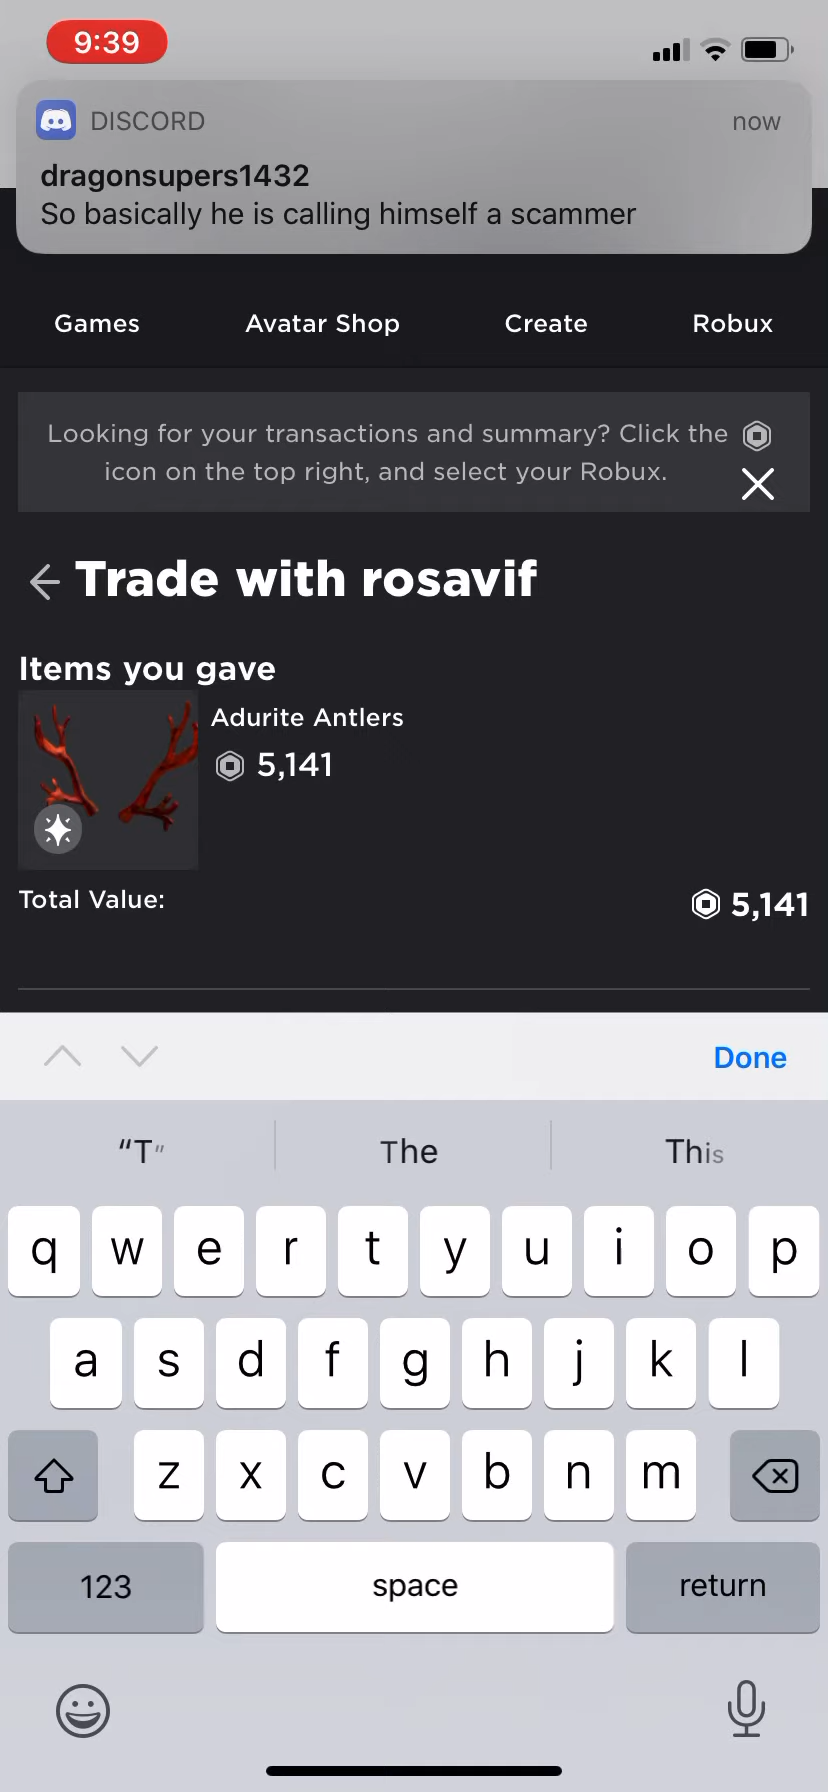 9:39
DISCORD
now
dragonsupers1432
So basically he is calling himself a scammer
Games Avatar Shop Create Robux
Looking for your transactions and summary? Click the
icon on the top right, and select your Robux.
Trade with rosavif
Items you gave
Adurite Antlers
5,141
Total Value: 5,141
Done
“T” The This
q w e r t y u i o p
a s d f g h j k l
z x c v b n m
123 space return